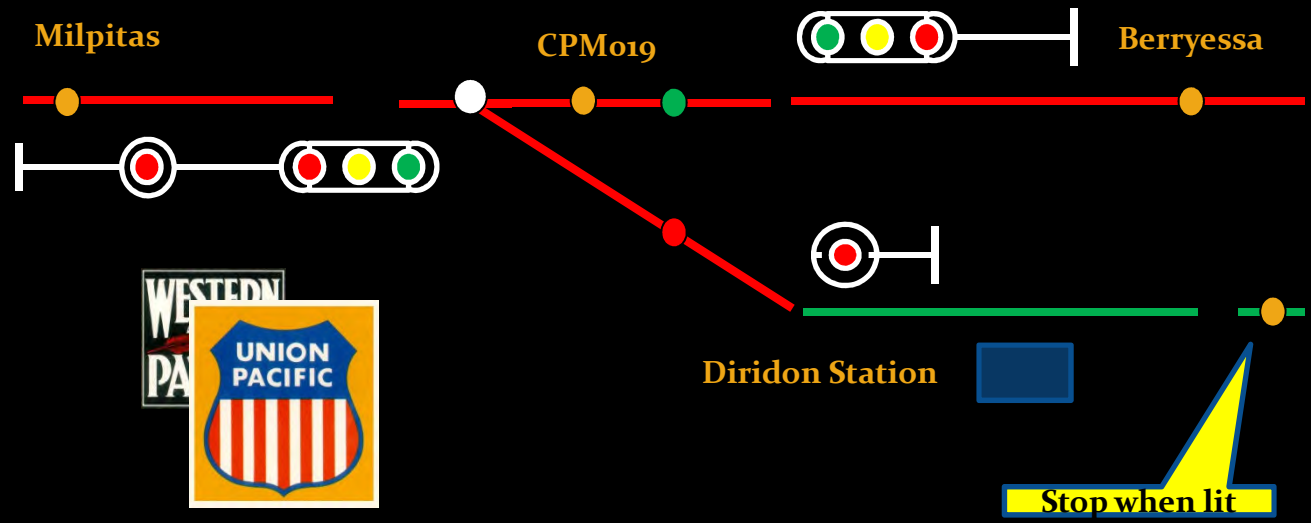 Milpitas
CPM019
Berryessa
WESTERN
PA
UNION
PACIFIC
Diridon Station
Stop when lit